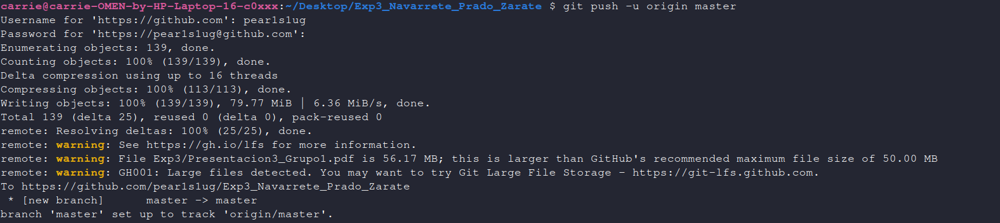 carrie@carrie-OMEN-by-HP-Laptop-16-c0xxx:~/Desktop/Exp3_Navarrete_Prado_Zarate $ git push -u origin master
Username for 'https://github.com': pear1s1ug
Password for 'https://pear1s1ug@github.com':
Enumerating objects: 139, done.
Counting objects: 100% (139/139), done.
Delta compression using up to 16 threads
Compressing objects: 100% (113/113), done.
Writing objects: 100% (139/139), 79.77 MiB | 6.36 MiB/s, done.
Total 139 (delta 25), reused 0 (delta 0), pack-reused 0
remote: Resolving deltas: 100% (25/25), done.
remote: warning: See https://gh.io/lfs for more information.
remote: warning: File Exp3/Presentacion3_Grupo1.pdf is 56.17 MB; this is larger than GitHub's recommended maximum file size of 50.00 MB
remote: warning: GH001: Large files detected. You may want to try Git Large File Storage - https://git-lfs.github.com.
To https://github.com/pear1s1ug/Exp3_Navarrete_Prado_Zarate
 * [new branch]      master -> master
branch 'master' set up to track 'origin/master'.